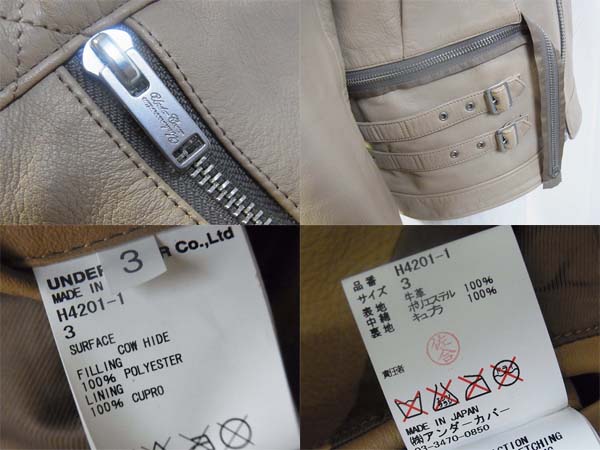 3
UNDER R Co.,Ltd
MADE IN
H4201-1
3
SURFACE
COW HIDE
FILLING
100% POLYESTER
LINING
100% CUPRO
品番 H4201-1
サイズ 3
表地 牛革 100%
中綿 ポリエステル 100%
裏地 キュプラ
責任者
MADE IN JAPAN
㈱アンダーカバー
03-3470-0850